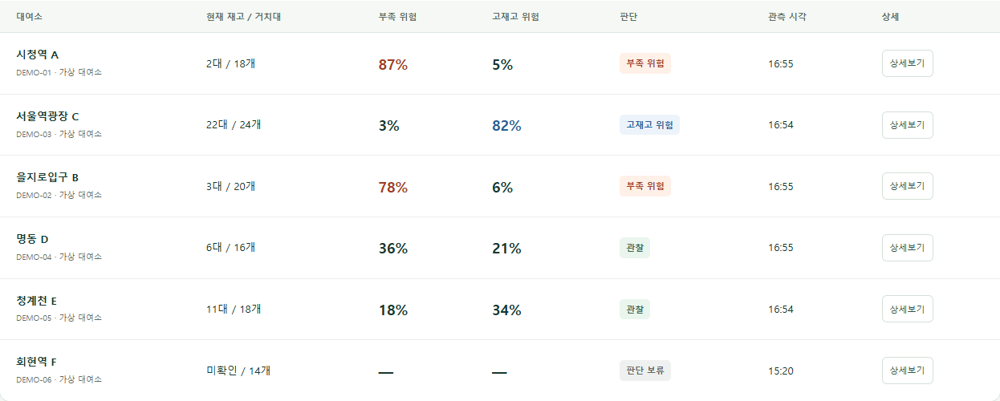 대여소 현재 재고 / 거치대 부족 위험 고재고 위험 판단 관측 시각 상세
시청역 A
DEMO-01 · 가상 대여소
2대 / 18개 87% 5% 부족 위험 16:55 상세보기
서울역광장 C
DEMO-03 · 가상 대여소
22대 / 24개 3% 82% 고재고 위험 16:54 상세보기
을지로입구 B
DEMO-02 · 가상 대여소
3대 / 20개 78% 6% 부족 위험 16:55 상세보기
명동 D
DEMO-04 · 가상 대여소
6대 / 16개 36% 21% 관찰 16:55 상세보기
청계천 E
DEMO-05 · 가상 대여소
11대 / 18개 18% 34% 관찰 16:54 상세보기
회현역 F
DEMO-06 · 가상 대여소
미확인 / 14개 — — 판단 보류 15:20 상세보기